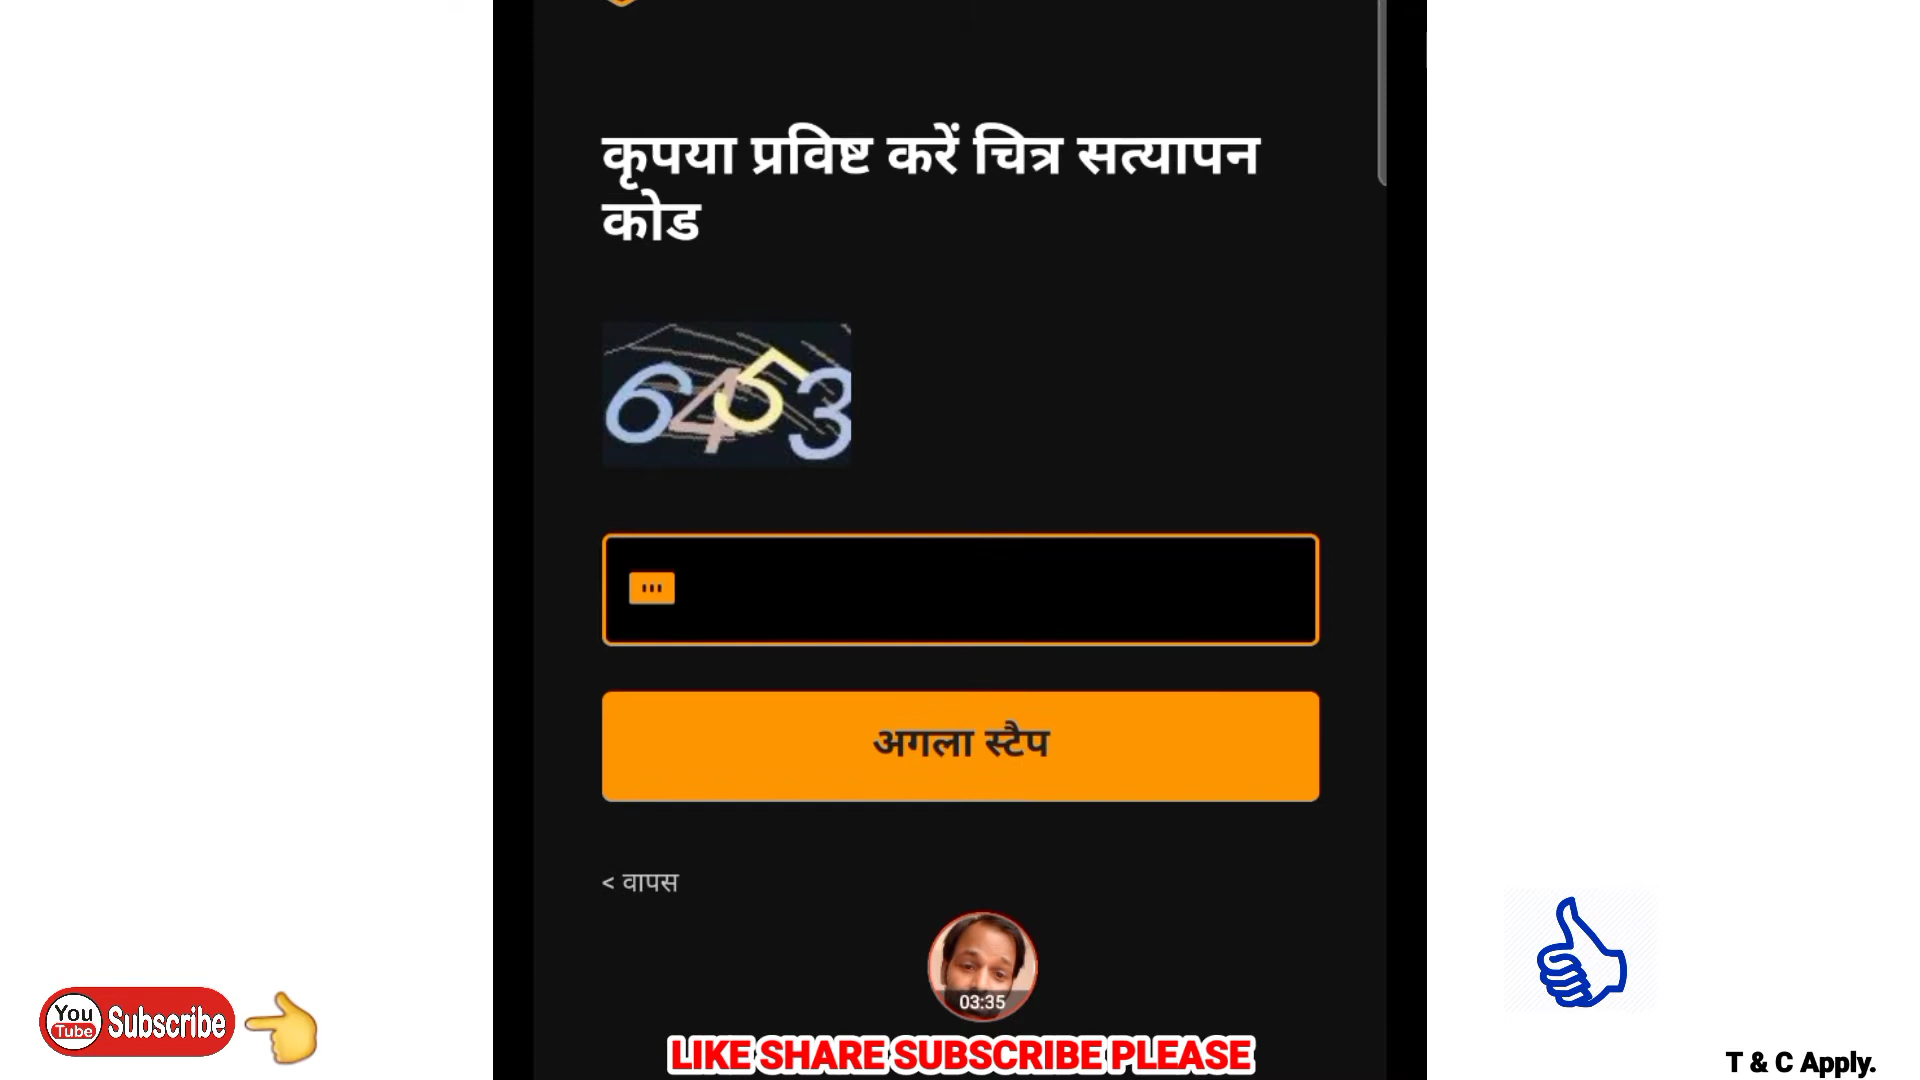 कृपया प्रविष्ट करें चित्र सत्यापन
कोड
6453
अगला स्टैप
< वापस
03:35
You
Tube
Subscribe
LIKE SHARE SUBSCRIBE PLEASE
T & C Apply.